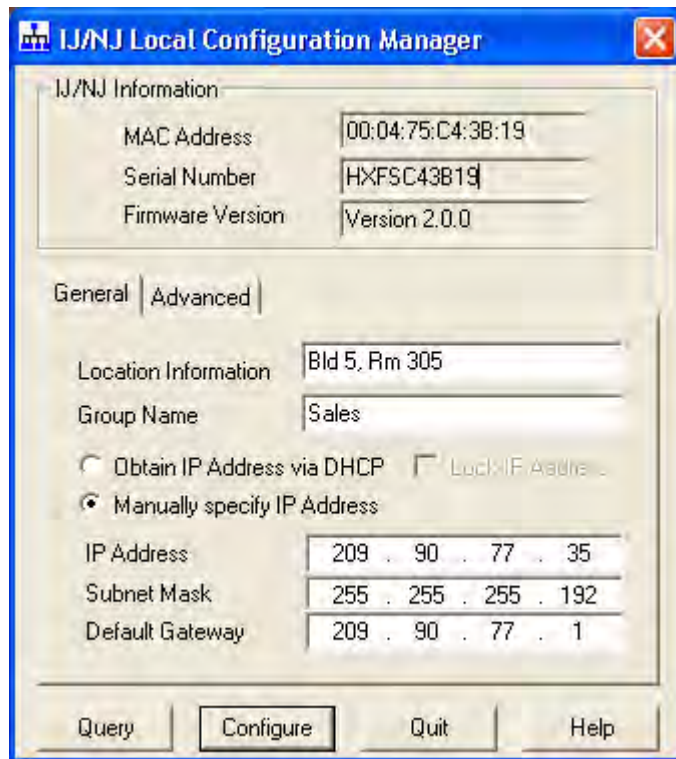 IJ/NJ Local Configuration Manager
IJ/NJ Information
MAC Address 00:04:75:C4:3B:19
Serial Number HXFSC43B19
Firmware Version Version 2.0.0
General Advanced
Location Information Bld 5, Rm 305
Group Name Sales
Obtain IP Address via DHCP Lock IP Address
Manually specify IP Address
IP Address 209 . 90 . 77 . 35
Subnet Mask 255 . 255 . 255 . 192
Default Gateway 209 . 90 . 77 . 1
Query Configure Quit Help